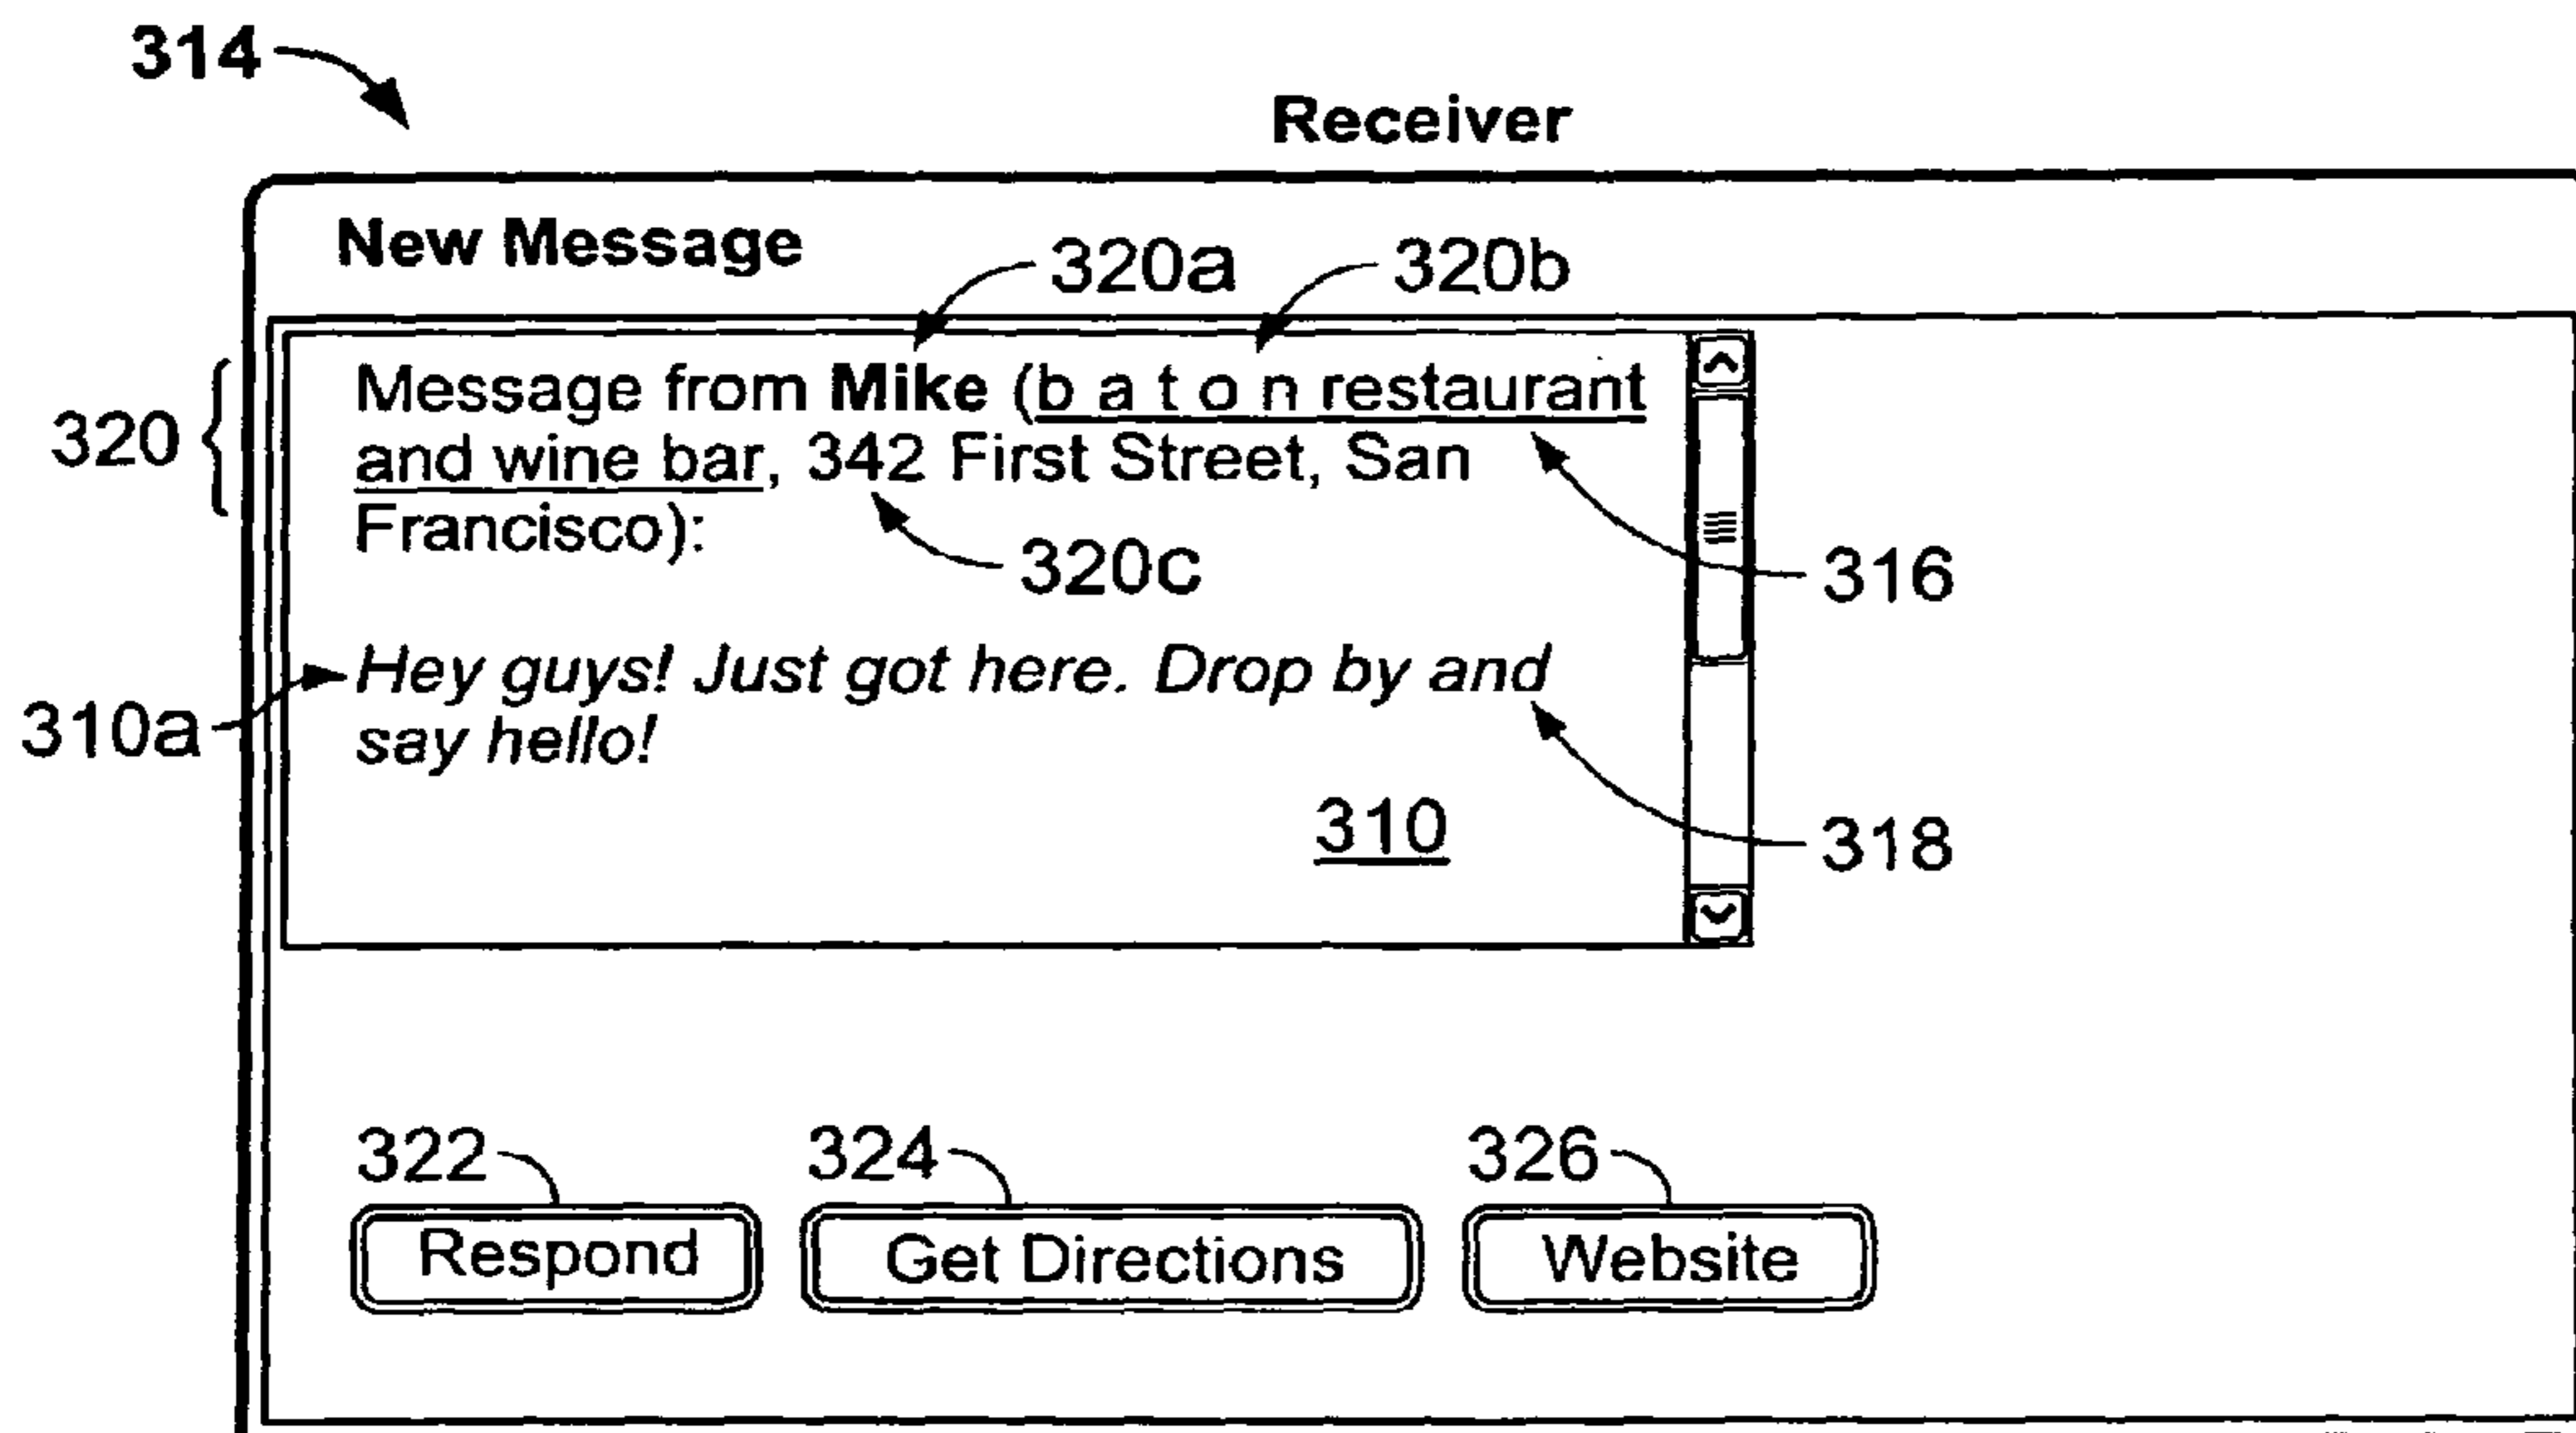 314
Receiver
New Message
320a
320b
320
Message from Mike (b a t o n restaurant
and wine bar, 342 First Street, San
Francisco):
320c
316
310a
Hey guys! Just got here. Drop by and
say hello!
310
318
322
324
326
Respond
Get Directions
Website